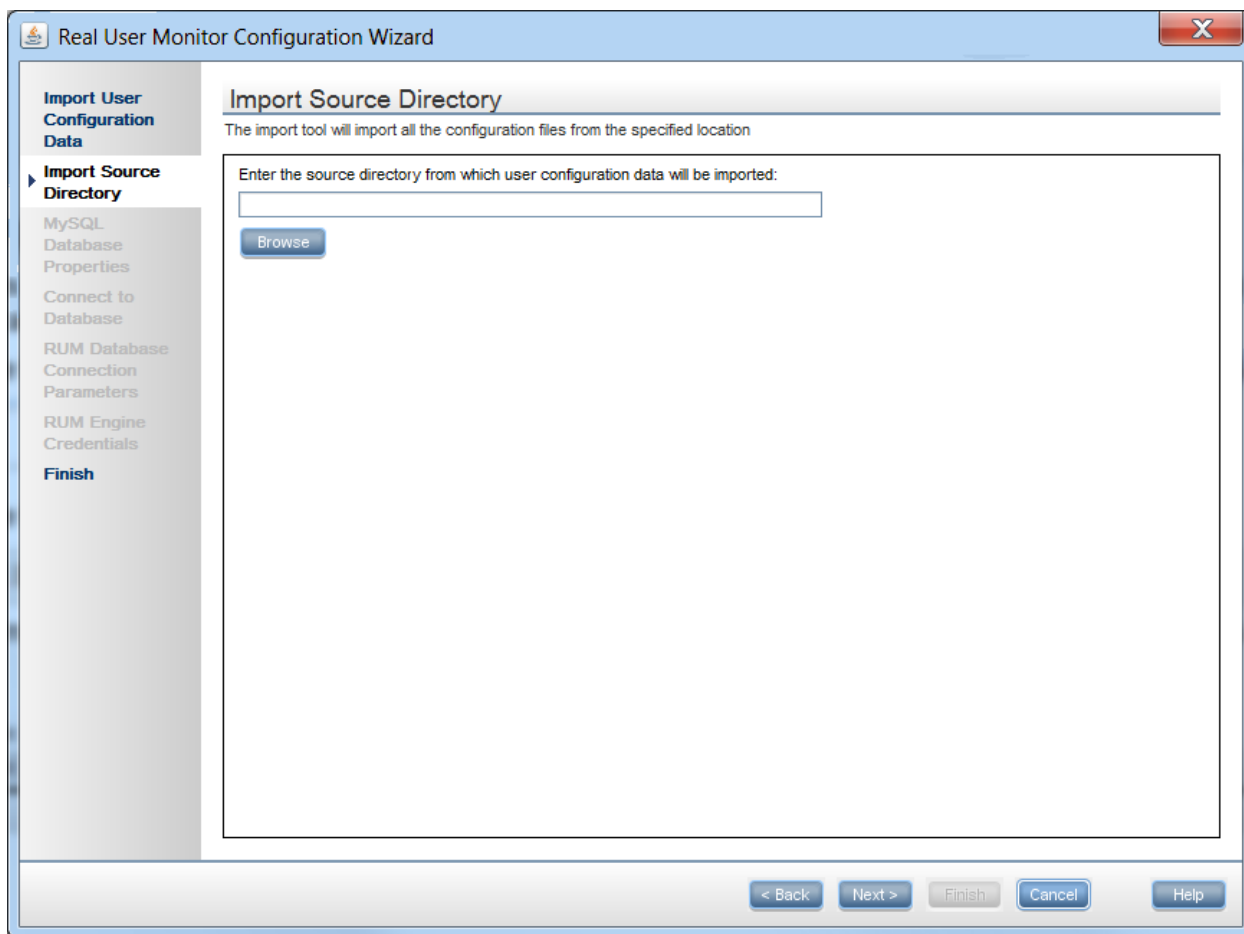 Real User Monitor Configuration Wizard
Import User
Configuration
Data
Import Source
Directory
MySQL
Database
Properties
Connect to
Database
RUM Database
Connection
Parameters
RUM Engine
Credentials
Finish
Import Source Directory
The import tool will import all the configuration files from the specified location
Enter the source directory from which user configuration data will be imported:
Browse
< Back
Next >
Finish
Cancel
Help